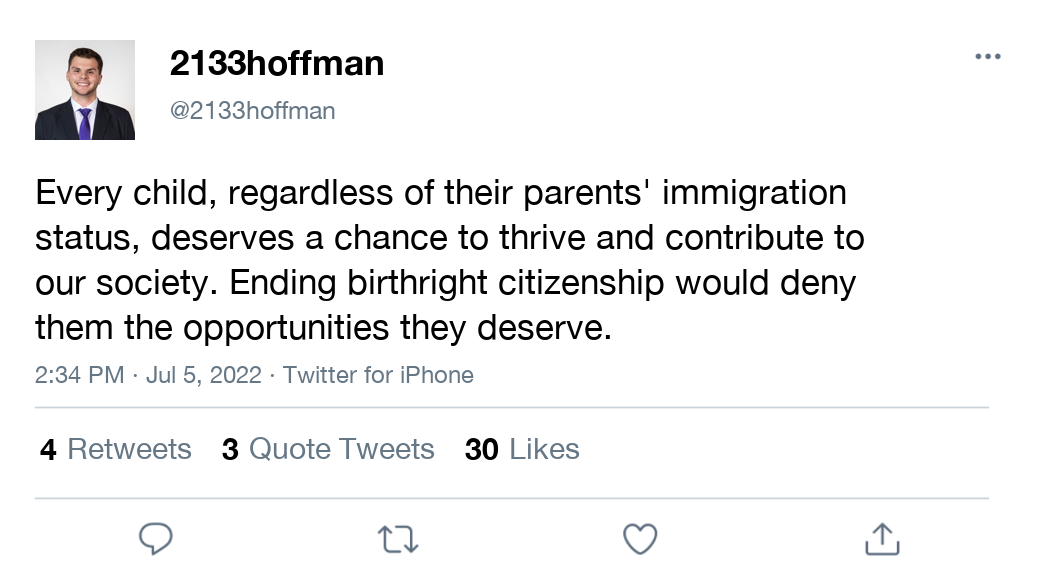 2133hoffman
@2133hoffman
Every child, regardless of their parents' immigration
status, deserves a chance to thrive and contribute to
our society. Ending birthright citizenship would deny
them the opportunities they deserve.
2:34 PM · Jul 5, 2022 · Twitter for iPhone
4 Retweets 3 Quote Tweets 30 Likes